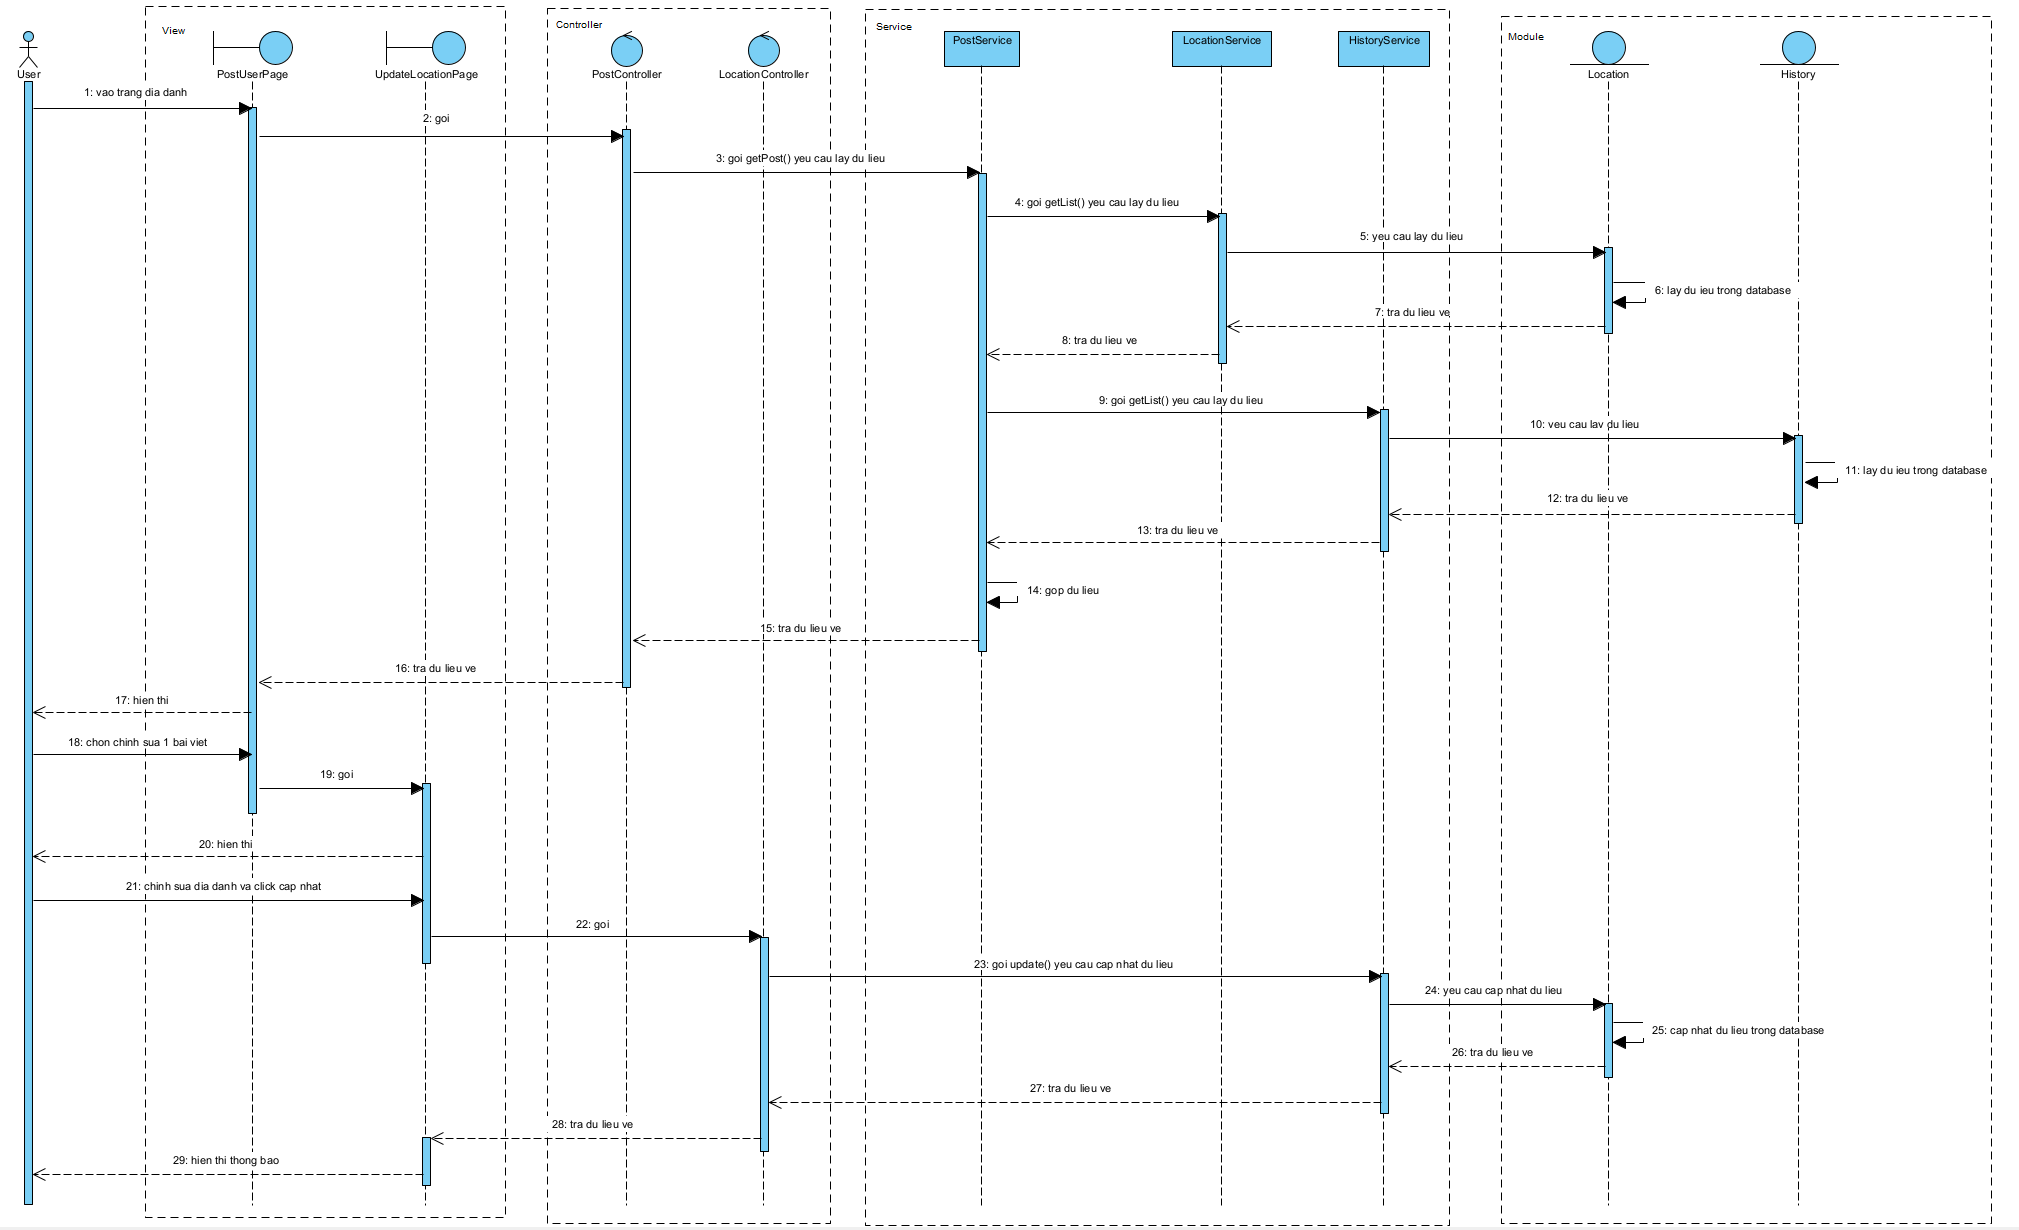 View
Controller
Service
Module
User
PostUserPage
UpdateLocationPage
PostController
LocationController
PostService
LocationService
HistoryService
Location
History
1: vao trang dia danh
2: goi
3: goi getPost() yeu cau lay du lieu
4: goi getList() yeu cau lay du lieu
5: yeu cau lay du lieu
6: lay du ieu trong database
7: tra du lieu ve
8: tra du lieu ve
9: goi getList() yeu cau lay du lieu
10: yeu cau lay du lieu
11: lay du ieu trong database
12: tra du lieu ve
13: tra du lieu ve
14: gop du lieu
15: tra du lieu ve
16: tra du lieu ve
17: hien thi
18: chon chinh sua 1 bai viet
19: goi
20: hien thi
21: chinh sua dia danh va click cap nhat
22: goi
23: goi update() yeu cau cap nhat du lieu
24: yeu cau cap nhat du lieu
25: cap nhat du lieu trong database
26: tra du lieu ve
27: tra du lieu ve
28: tra du lieu ve
29: hien thi thong bao